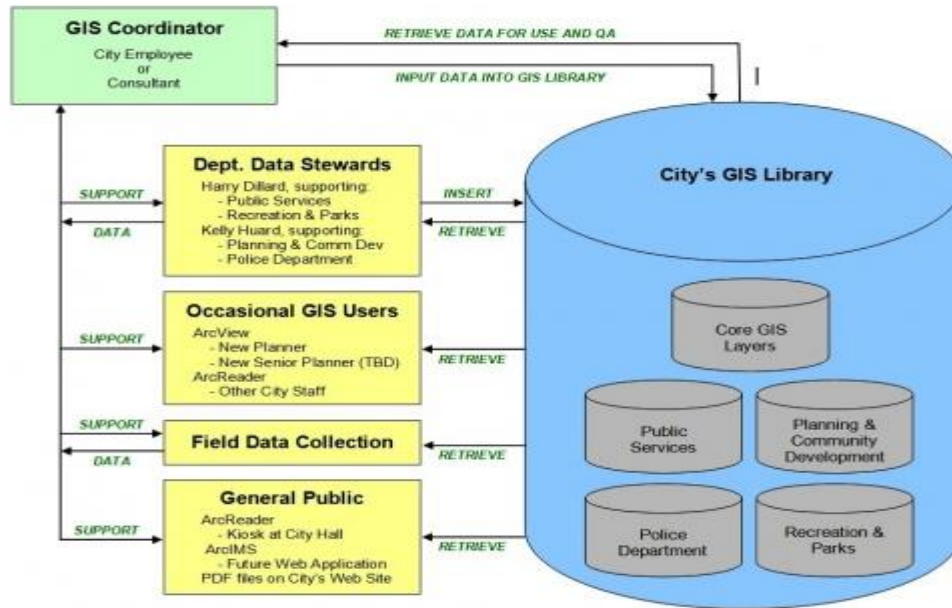 GIS Coordinator
City Employee
or
Consultant
RETRIEVE DATA FOR USE AND QA
INPUT DATA INTO GIS LIBRARY
Dept. Data Stewards
Harry Dillard, supporting:
- Public Services
- Recreation & Parks
Kelly Huard, supporting:
- Planning & Comm Dev
- Police Department
SUPPORT
DATA
INSERT
RETRIEVE
Occasional GIS Users
ArcView
- New Planner
- New Senior Planner (TBD)
ArcReader
- Other City Staff
SUPPORT
RETRIEVE
Field Data Collection
SUPPORT
DATA
RETRIEVE
General Public
ArcReader
- Kiosk at City Hall
ArcIMS
- Future Web Application
PDF files on City's Web Site
SUPPORT
RETRIEVE
City's GIS Library
Core GIS
Layers
Public
Services
Planning &
Community
Development
Police
Department
Recreation &
Parks